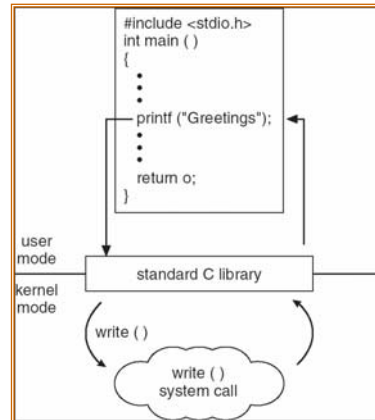 #include <stdio.h>
int main ( )
{
•
•
•
printf ("Greetings");
•
•
•
return o;
}
user
mode
standard C library
kernel
mode
write ( )
write ( )
system call